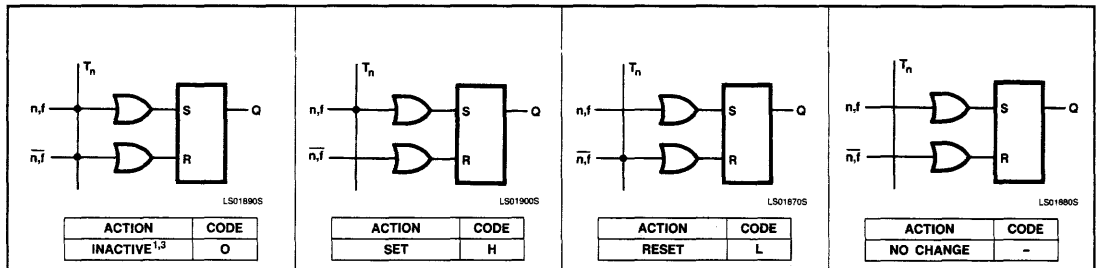 Tn
n,f
S
Q
n,f
R
LS01890S
ACTION CODE
INACTIVE1,3 O
Tn
n,f
S
Q
n,f
R
LS01900S
ACTION CODE
SET H
Tn
n,f
S
Q
n,f
R
LS01870S
ACTION CODE
RESET L
Tn
n,f
S
Q
n,f
R
LS01880S
ACTION CODE
NO CHANGE –